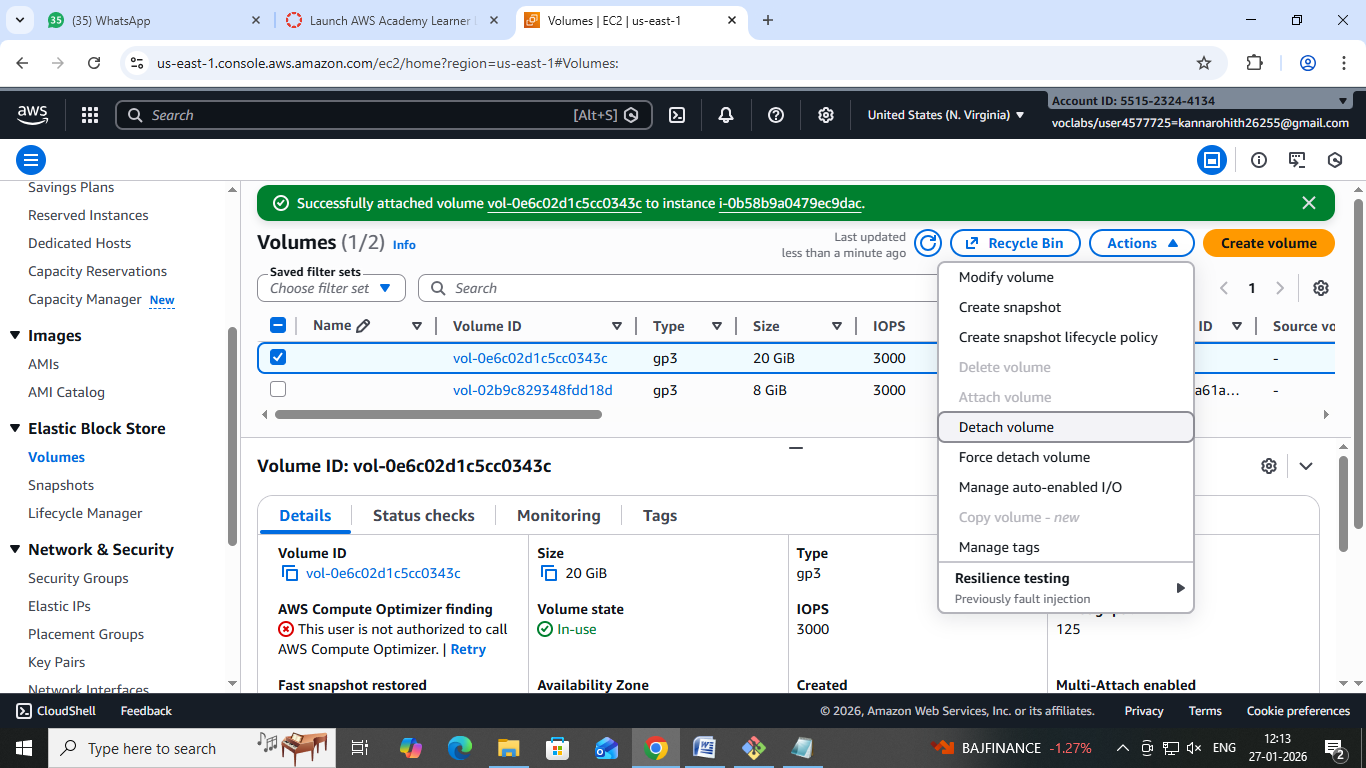 (35) WhatsApp
Launch AWS Academy Learner L
Volumes | EC2 | us-east-1
us-east-1.console.aws.amazon.com/ec2/home?region=us-east-1#Volumes:
aws
Search
[Alt+S]
United States (N. Virginia)
Account ID: 5515-2324-4134
voclabs/user4577725=kannarohith26255@gmail.com
Savings Plans
Reserved Instances
Dedicated Hosts
Capacity Reservations
Capacity Manager New
Images
AMIs
AMI Catalog
Elastic Block Store
Volumes
Snapshots
Lifecycle Manager
Network & Security
Security Groups
Elastic IPs
Placement Groups
Key Pairs
Network Interfaces
Successfully attached volume vol-0e6c02d1c5cc0343c to instance i-0b58b9a0479ec9dac.
Volumes (1/2) Info
Last updated
less than a minute ago
Recycle Bin
Actions
Create volume
Saved filter sets
Choose filter set
Search
1
Name
Volume ID
Type
Size
IOPS
ID
Source vo
vol-0e6c02d1c5cc0343c
gp3
20 GiB
3000
-
vol-02b9c829348fdd18d
gp3
8 GiB
3000
a61a...
-
Modify volume
Create snapshot
Create snapshot lifecycle policy
Delete volume
Attach volume
Detach volume
Force detach volume
Manage auto-enabled I/O
Copy volume - new
Manage tags
Resilience testing
Previously fault injection
Volume ID: vol-0e6c02d1c5cc0343c
Details
Status checks
Monitoring
Tags
Volume ID
vol-0e6c02d1c5cc0343c
Size
20 GiB
Type
gp3
AWS Compute Optimizer finding
This user is not authorized to call
AWS Compute Optimizer. | Retry
Volume state
In-use
IOPS
3000
125
Fast snapshot restored
Availability Zone
Created
Multi-Attach enabled
CloudShell
Feedback
© 2026, Amazon Web Services, Inc. or its affiliates.
Privacy
Terms
Cookie preferences
Type here to search
BAJFINANCE -1.27%
ENG
12:13
27-01-2026
2